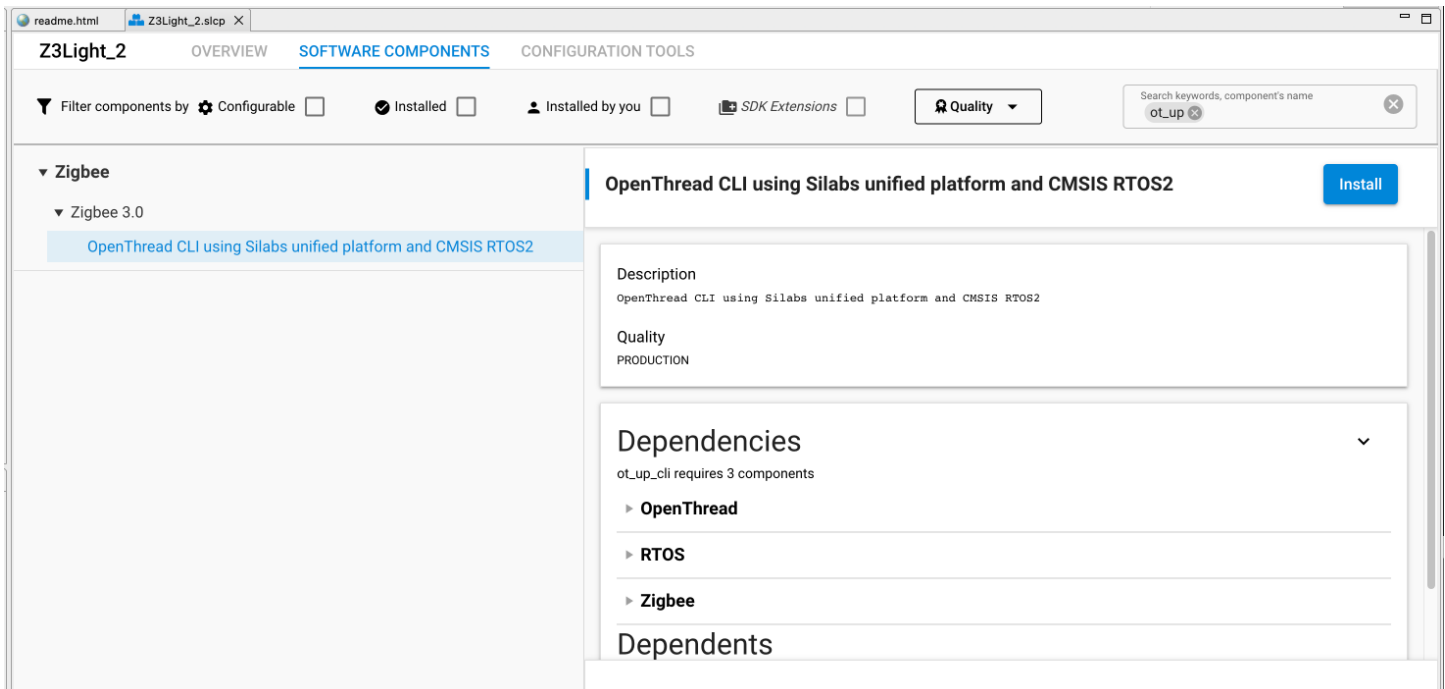 readme.html
Z3Light_2.slcp
Z3Light_2 OVERVIEW SOFTWARE COMPONENTS CONFIGURATION TOOLS
Filter components by Configurable Installed Installed by you SDK Extensions Quality
Search keywords, component's name
ot_up
Zigbee
Zigbee 3.0
OpenThread CLI using Silabs unified platform and CMSIS RTOS2
OpenThread CLI using Silabs unified platform and CMSIS RTOS2
Install
Description
OpenThread CLI using Silabs unified platform and CMSIS RTOS2
Quality
PRODUCTION
Dependencies
ot_up_cli requires 3 components
OpenThread
RTOS
Zigbee
Dependents